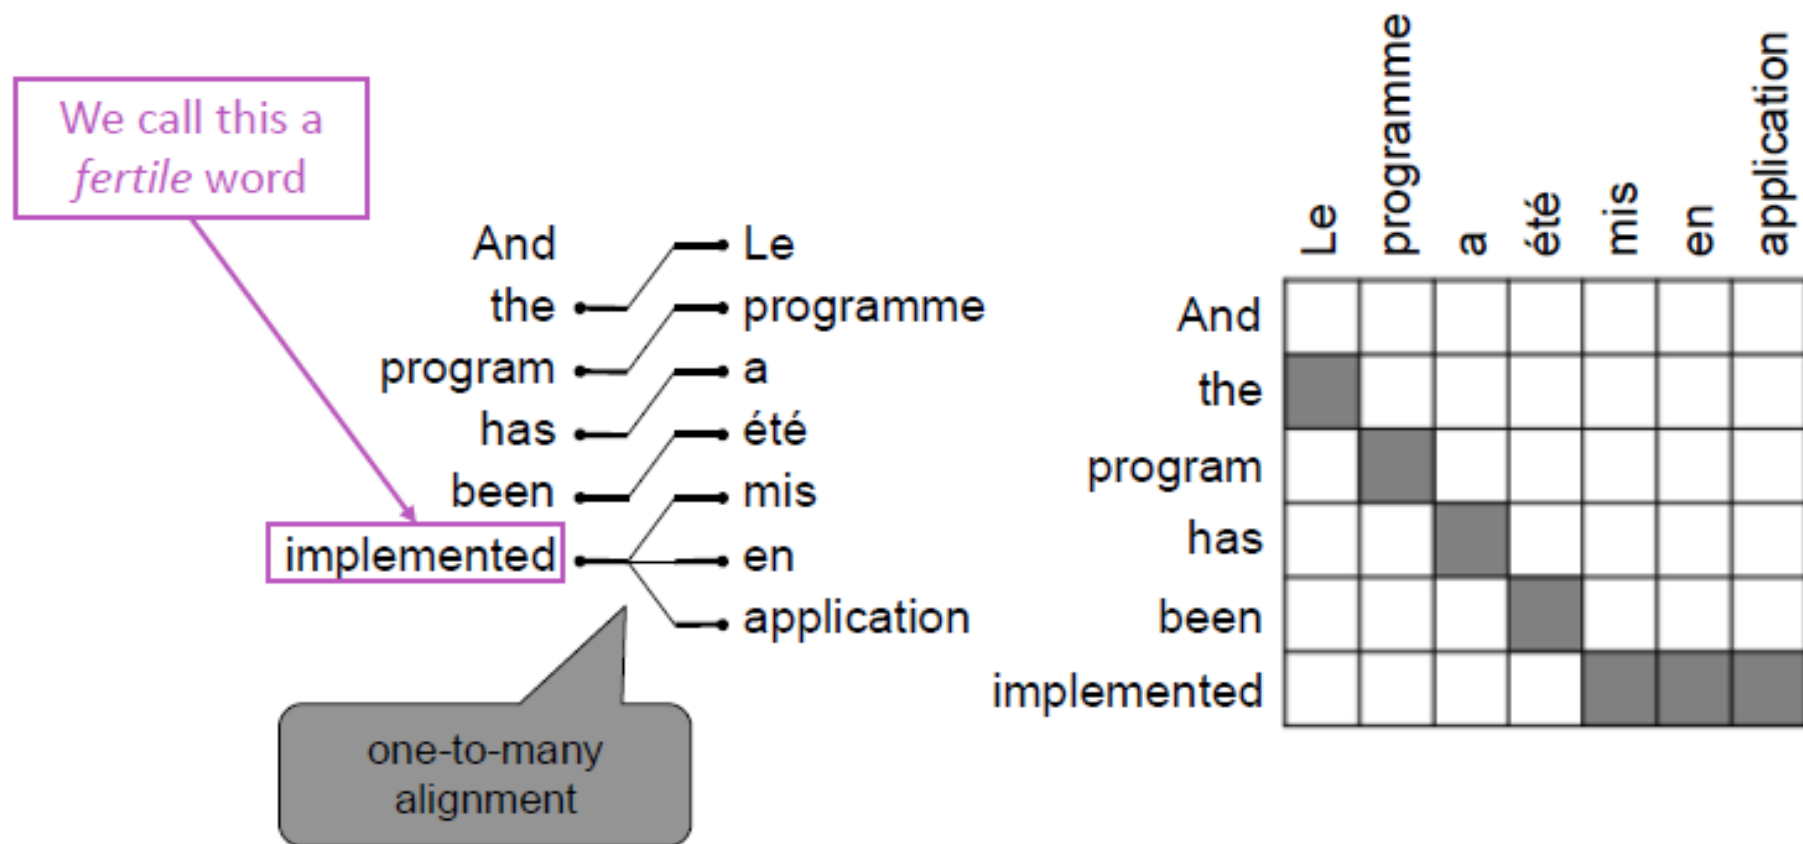 We call this a
fertile word
And Le
the programme
program a
has été
been mis
implemented en
application
one-to-many
alignment
Le programme a été mis en application
And
the
program
has
been
implemented